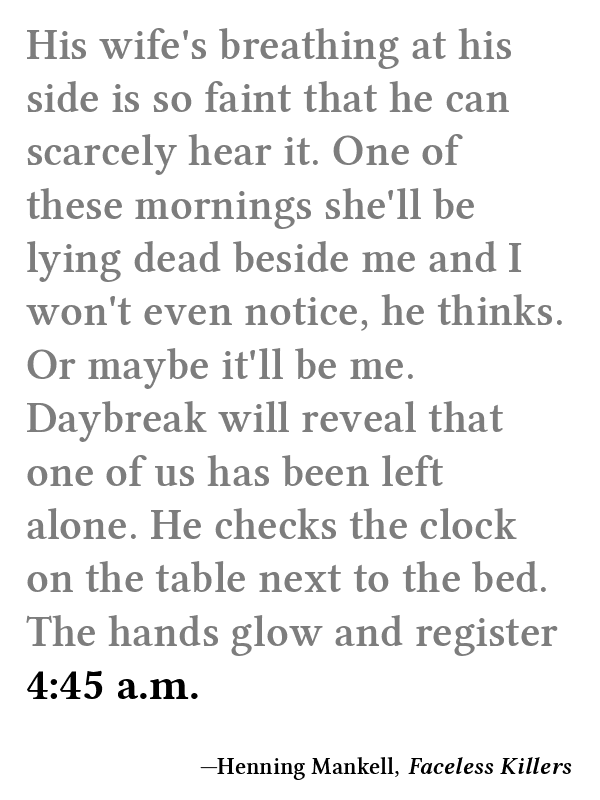 His wife's breathing at his
side is so faint that he can
scarcely hear it. One of
these mornings she'll be
lying dead beside me and I
won't even notice, he thinks.
Or maybe it'll be me.
Daybreak will reveal that
one of us has been left
alone. He checks the clock
on the table next to the bed.
The hands glow and register
4:45 a.m.
—Henning Mankell, Faceless Killers